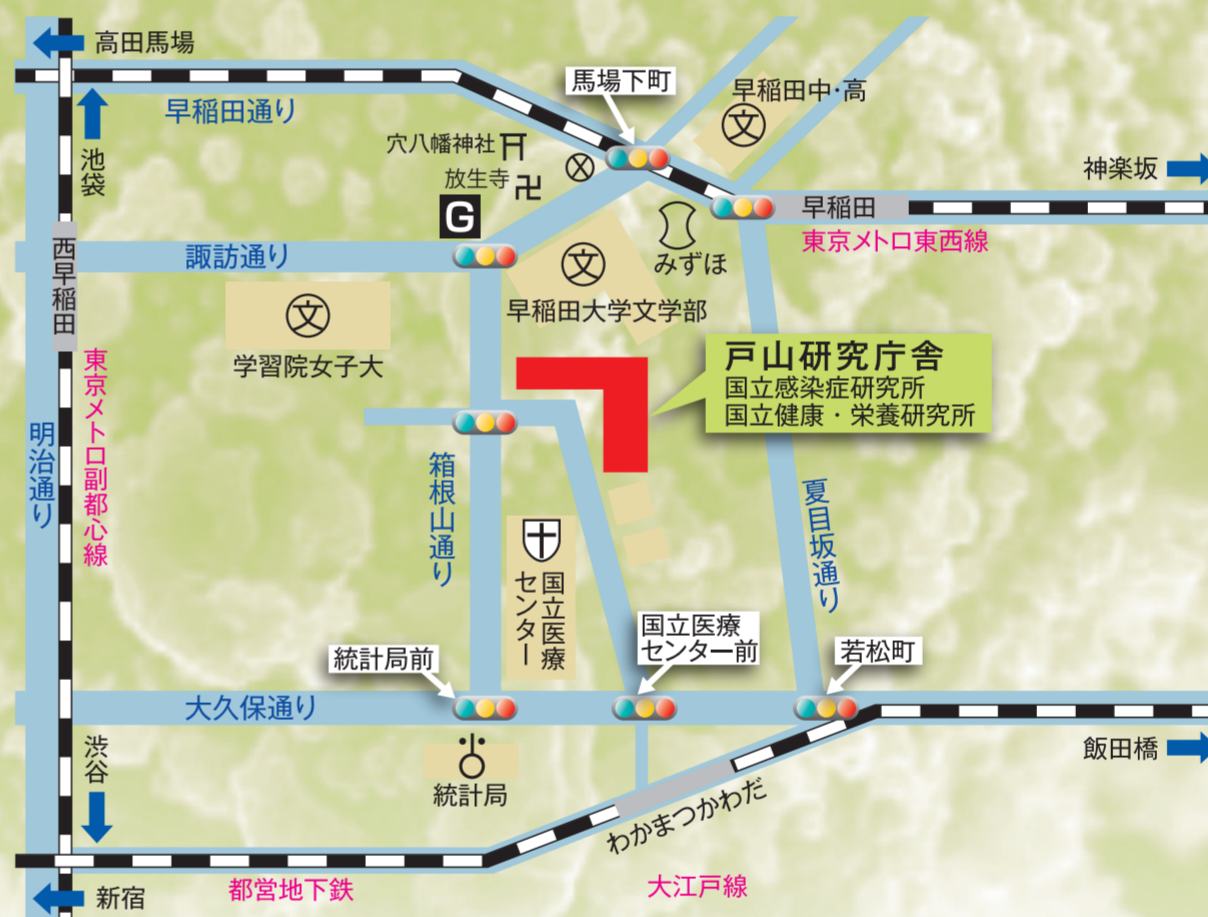 高田馬場
早稲田通り
池袋
馬場下町
早稲田中・高
文
穴八幡神社
放生寺
G
神楽坂
早稲田
東京メトロ東西線
みずほ
諏訪通り
西早稲田
文
早稲田大学文学部
文
学習院女子大
戸山研究庁舎
国立感染症研究所
国立健康・栄養研究所
東京メトロ副都心線
明治通り
箱根山通り
夏目坂通り
国立医療
センター
国立医療
センター前
統計局前
若松町
大久保通り
渋谷
統計局
飯田橋
わかまつかわだ
新宿
都営地下鉄
大江戸線